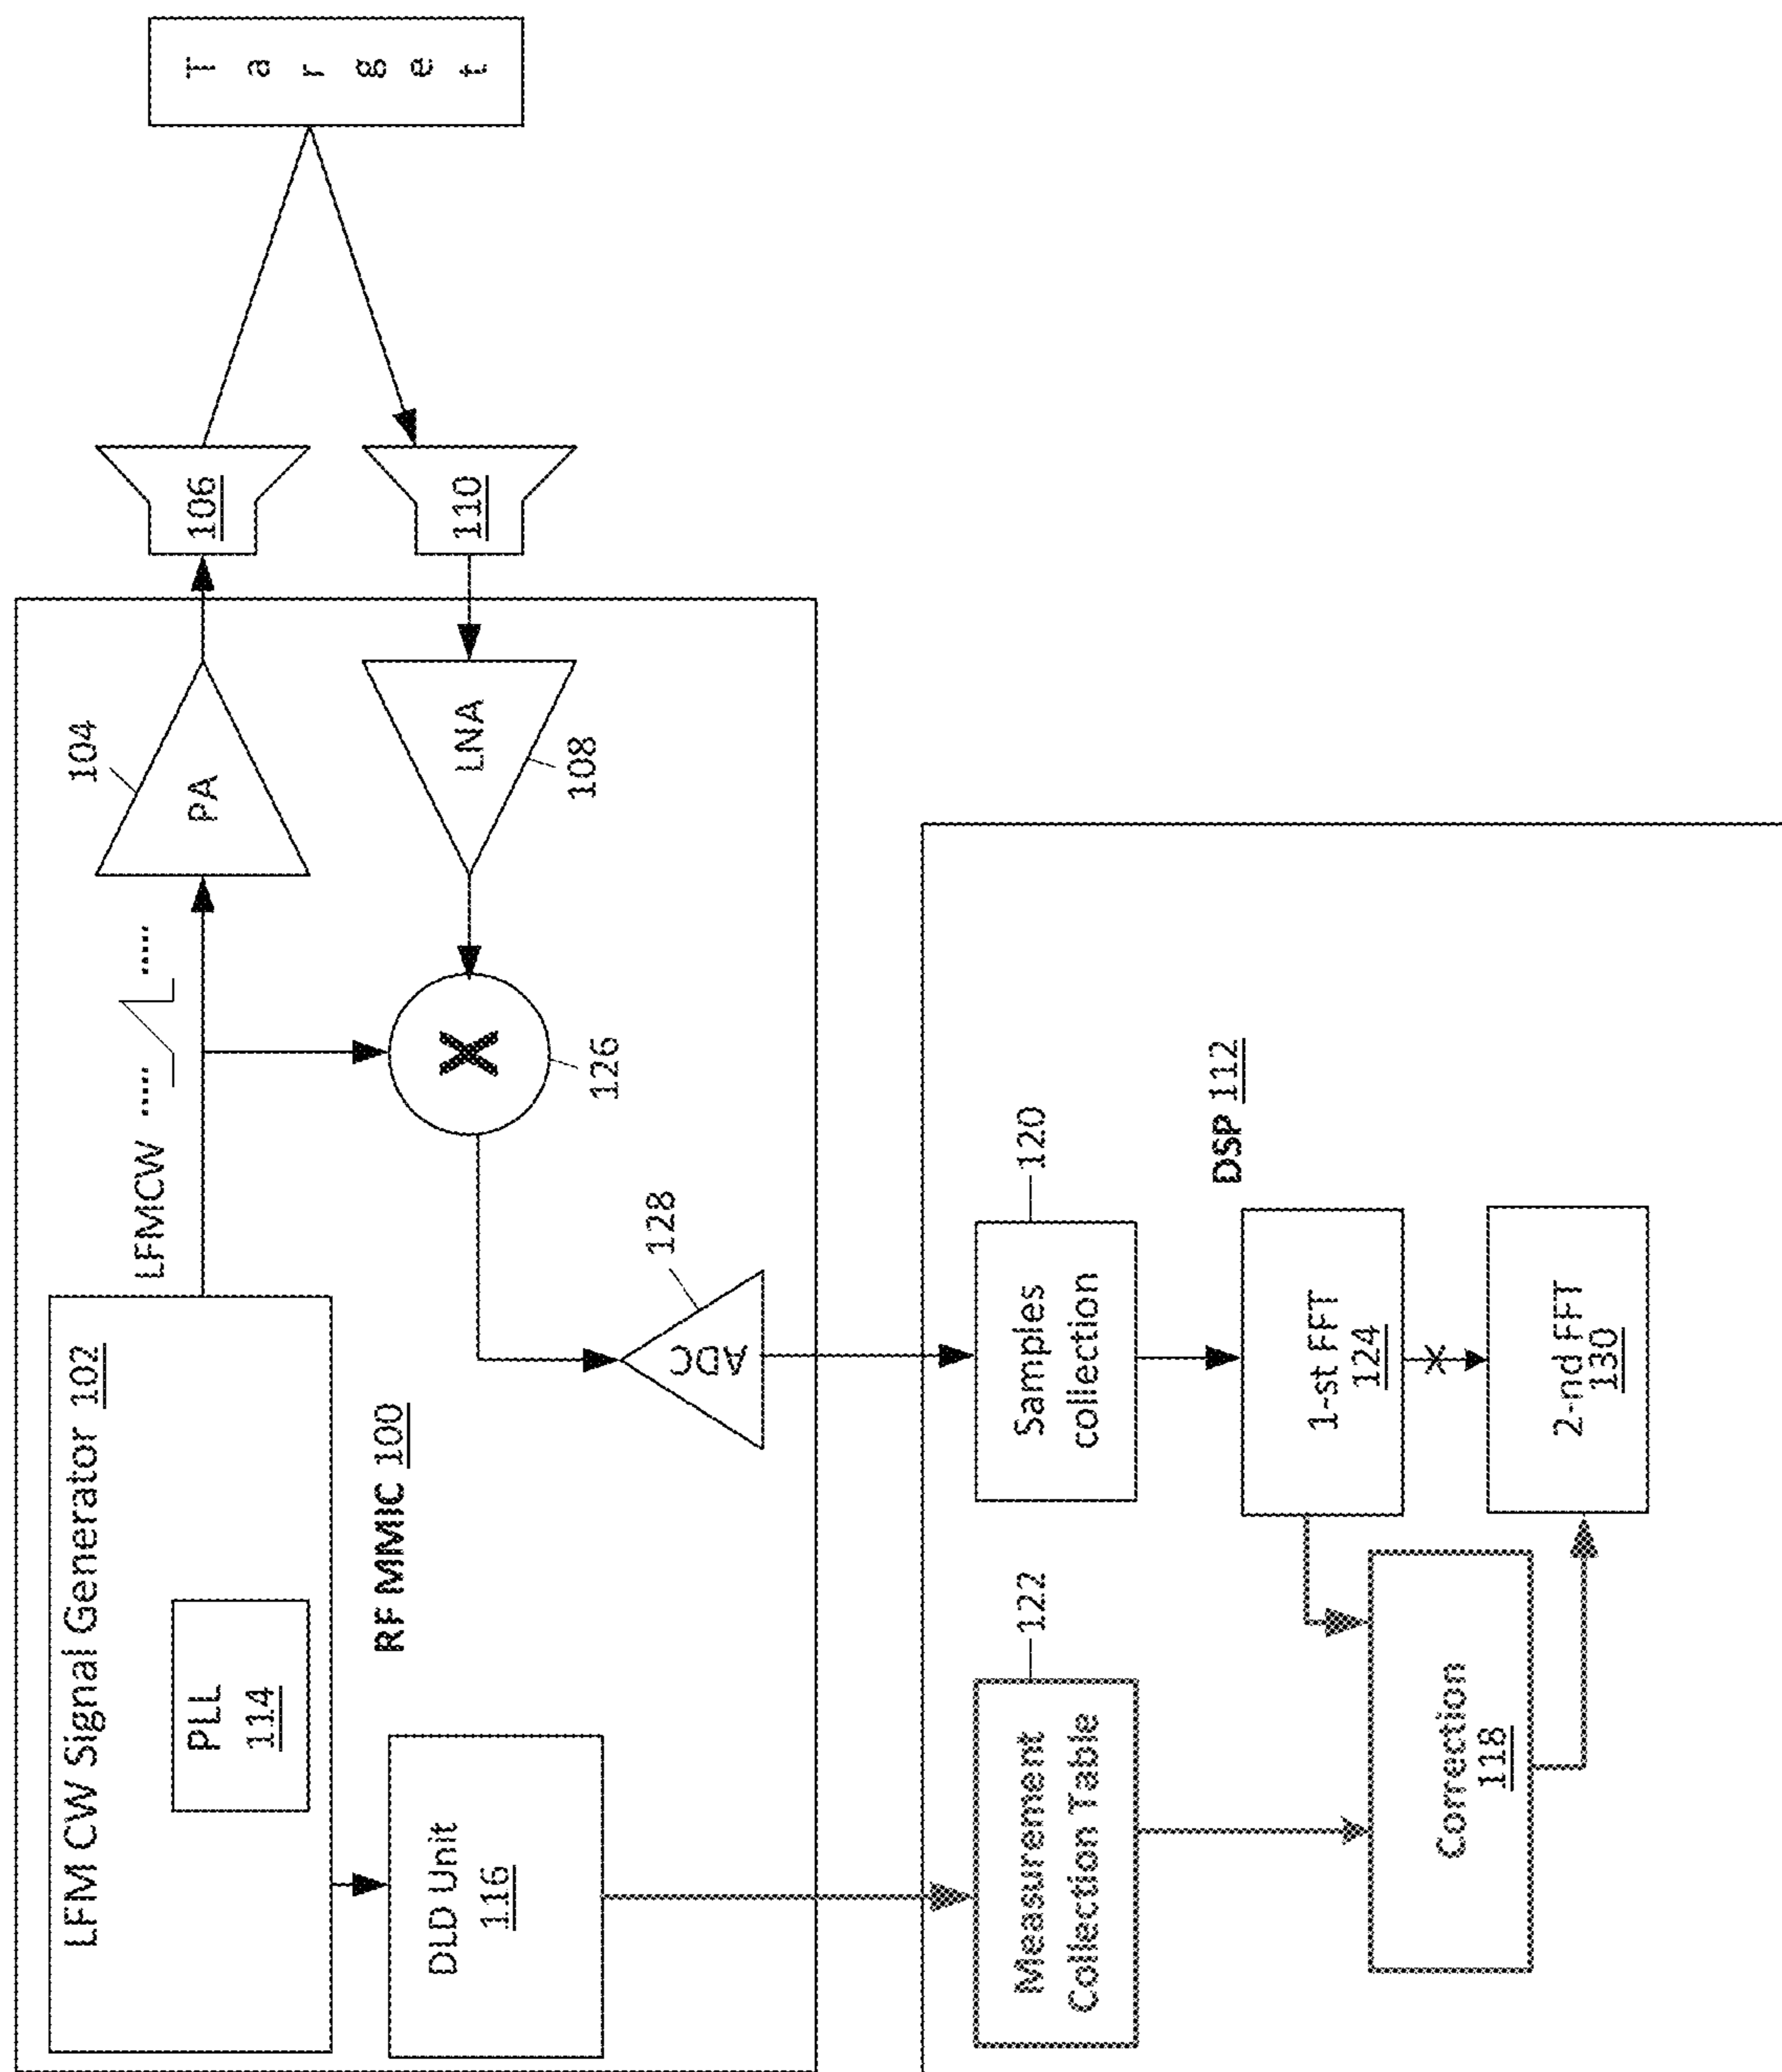 LFM CW Signal Generator 102
PLL
114
LFMCW
.....
.....
104
PA
106
Target
DLD Unit
116
RF MMIC 100
126
X
LNA
108
110
128
ADC
122
Measurement
Collection Table
120
Samples
collection
DSP 112
1-st FFT
124
X
Correction
118
2-nd FFT
130